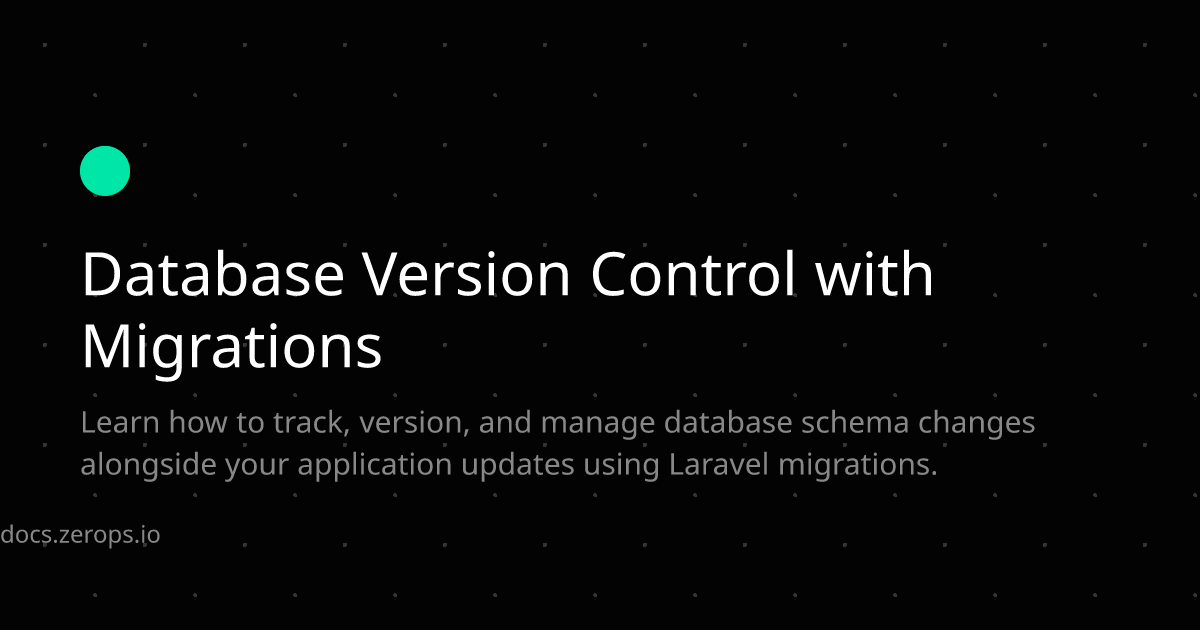 Database Version Control with
Migrations
Learn how to track, version, and manage database schema changes
alongside your application updates using Laravel migrations.
docs.zerops.io